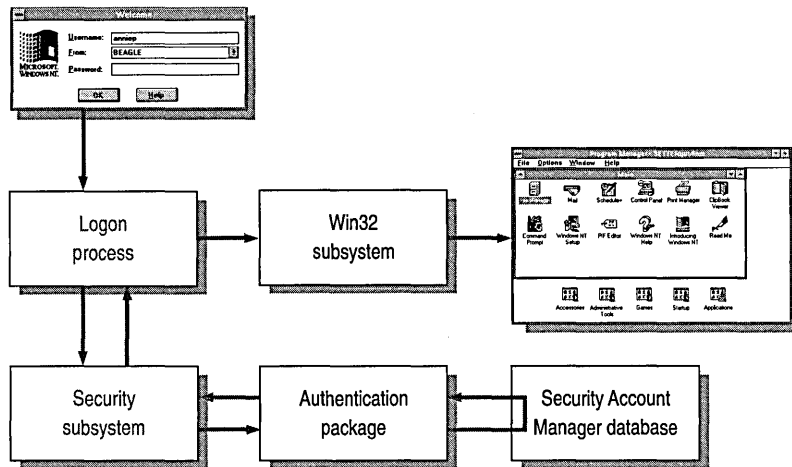 Welcome
Username: anniep
From: BEAGLE
MICROSOFT
WINDOWS NT
Password:
OK Help
Logon
process
Win32
subsystem
File Options Window Help
Main
Mail Schedule+ Control Panel Print Manager ClipBook
Viewer
Command
Prompt
Windows NT
Setup
PIF Editor
Windows NT
Help
Introducing
Windows NT
Read Me
Accessories Administrative
Tools
Games Startup Applications
Security
subsystem
Authentication
package
Security Account
Manager database